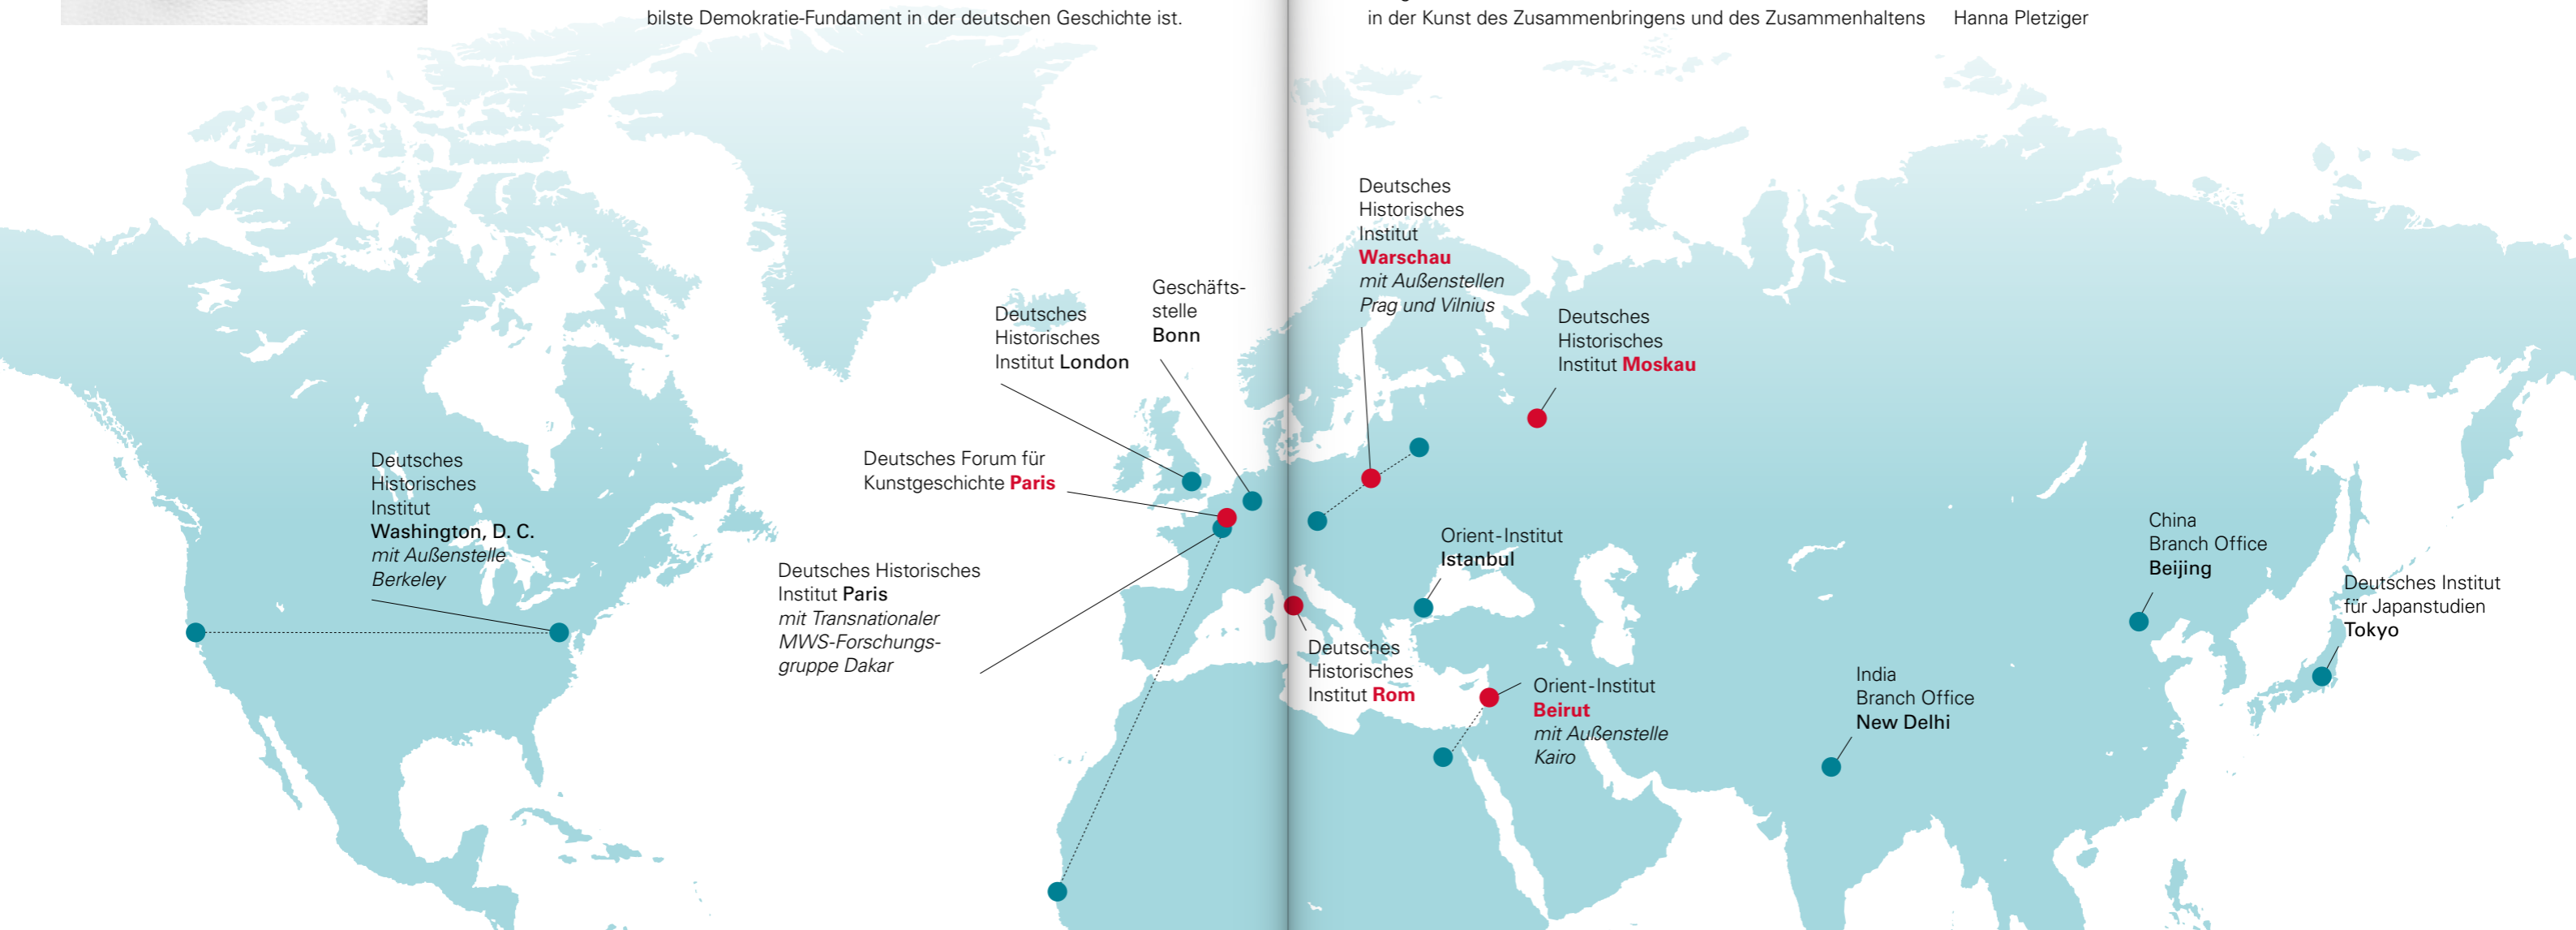 bilste Demokratie-Fundament in der deutschen Geschichte ist.
in der Kunst des Zusammenbringens und des Zusammenhaltens
Hanna Pletziger
Deutsches
Historisches
Institut
Warschau
mit Außenstellen
Prag und Vilnius
Geschäfts-
stelle
Bonn
Deutsches
Historisches
Institut London
Deutsches
Historisches
Institut Moskau
Deutsches Forum für
Kunstgeschichte Paris
Deutsches
Historisches
Institut
Washington, D. C.
mit Außenstelle
Berkeley
Deutsches Historisches
Institut Paris
mit Transnationaler
MWS-Forschungs-
gruppe Dakar
Orient-Institut
Istanbul
Deutsches
Historisches
Institut Rom
Orient-Institut
Beirut
mit Außenstelle
Kairo
China
Branch Office
Beijing
Deutsches Institut
für Japanstudien
Tokyo
India
Branch Office
New Delhi